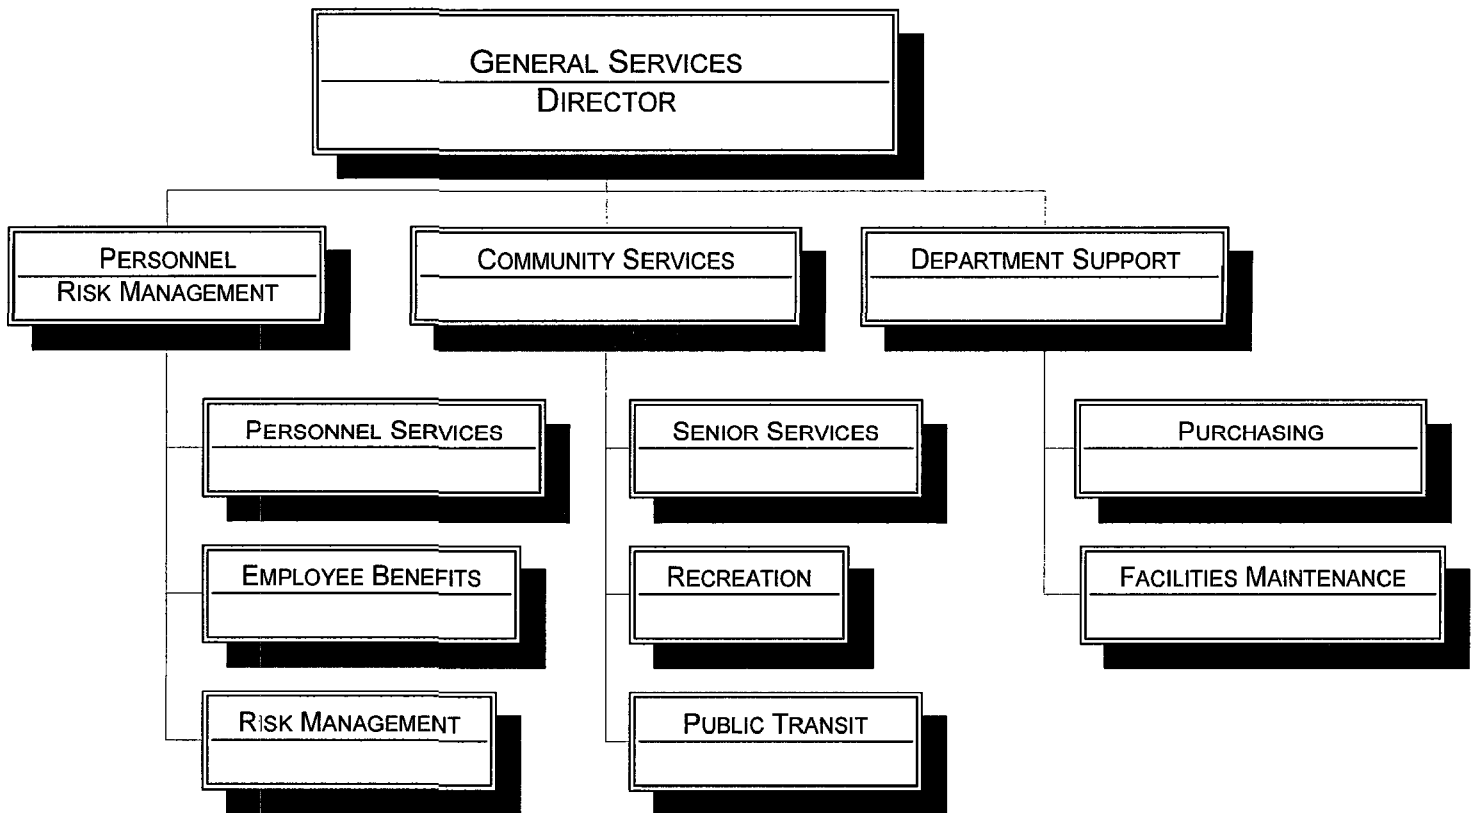 GENERAL SERVICES
DIRECTOR
PERSONNEL
RISK MANAGEMENT
COMMUNITY SERVICES
DEPARTMENT SUPPORT
PERSONNEL SERVICES
SENIOR SERVICES
PURCHASING
EMPLOYEE BENEFITS
RECREATION
FACILITIES MAINTENANCE
RISK MANAGEMENT
PUBLIC TRANSIT